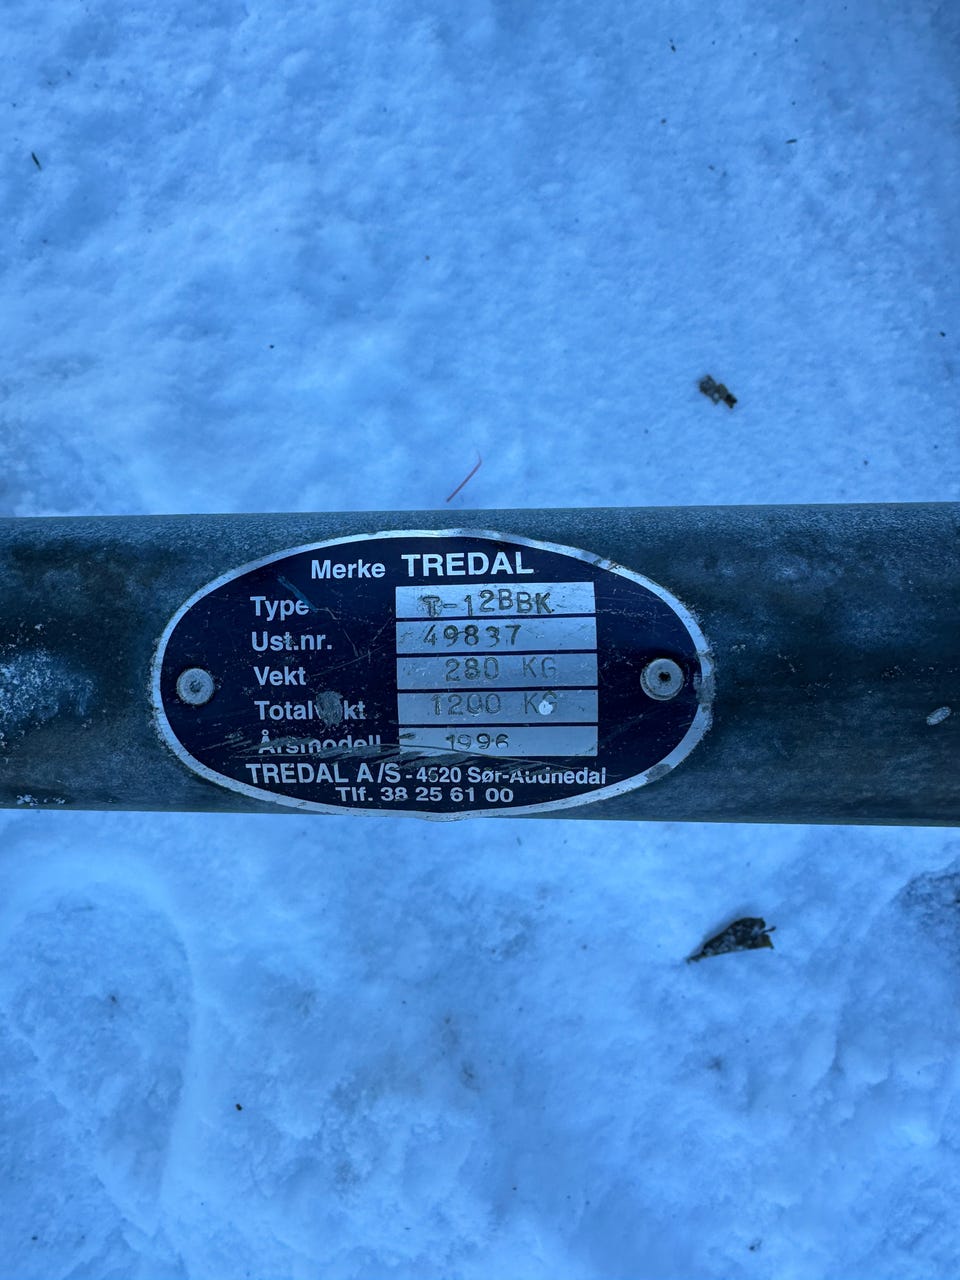 Merke TREDAL
Type T-12BBK
Ust.nr. 49837
Vekt 280 KG
Totalvekt 1200 KG
Årsmodell 1996
TREDAL A/S - 4520 Sør-Audnedal
Tlf. 38 25 61 00